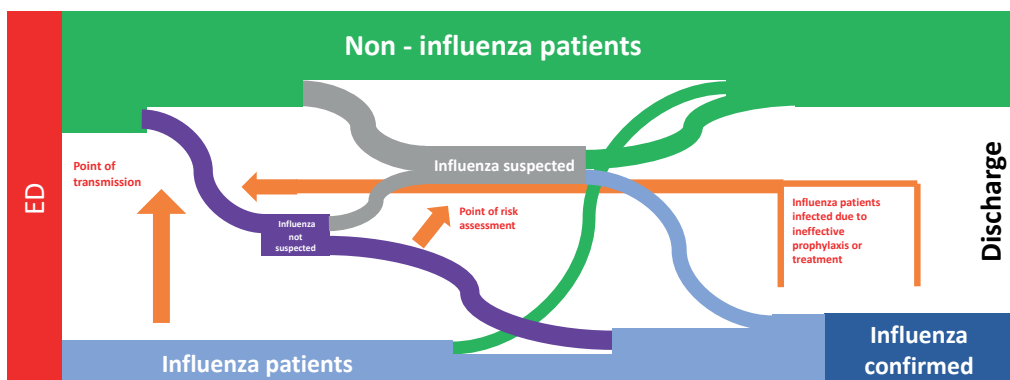 Non - influenza patients
ED
Point of
transmission
Influenza suspected
Influenza
not
suspected
Point of risk
assessment
Influenza patients
infected due to
ineffective
prophylaxis or
treatment
Discharge
Influenza patients
Influenza
confirmed